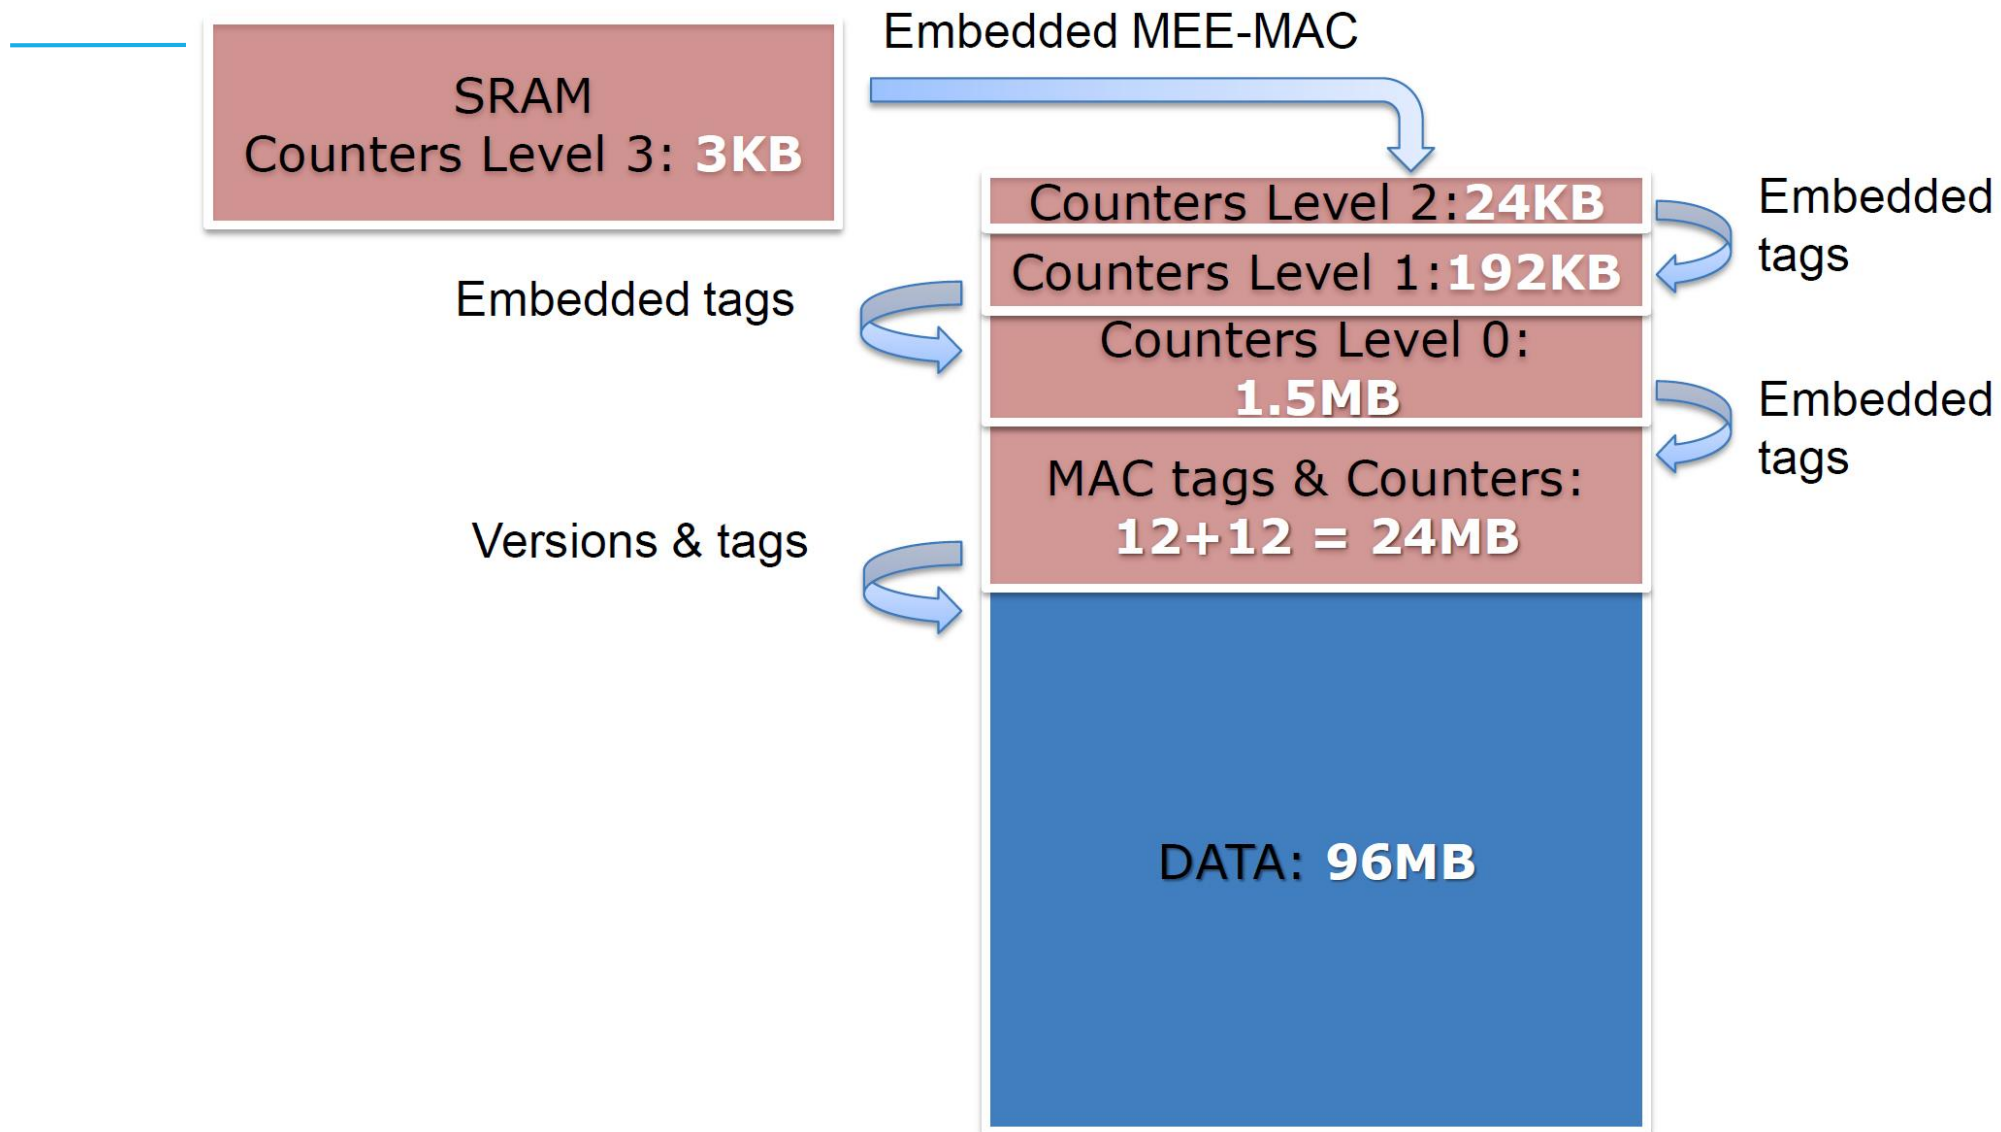 Embedded MEE-MAC
SRAM
Counters Level 3: 3KB
Counters Level 2:24KB
Embedded
tags
Counters Level 1:192KB
Embedded tags
Counters Level 0:
1.5MB
Embedded
tags
MAC tags & Counters:
12+12 = 24MB
Versions & tags
DATA: 96MB